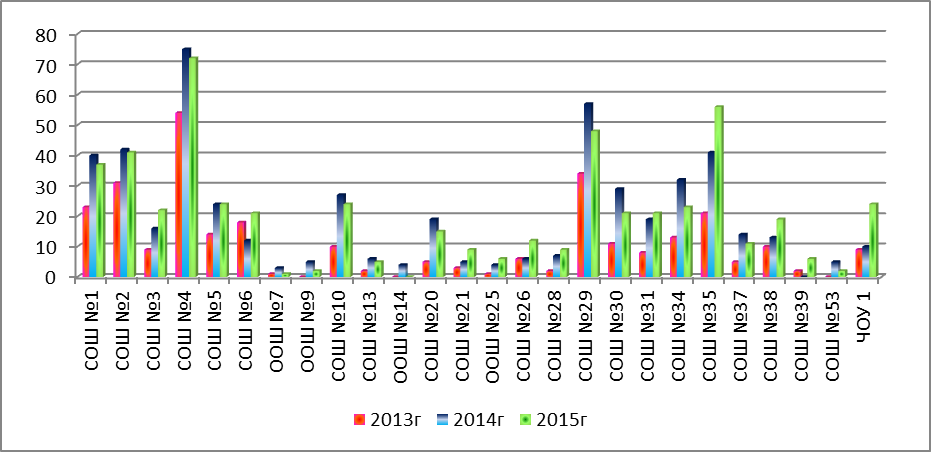 80
70
60
50
40
30
20
10
0
СОШ №1
СОШ №2
СОШ №3
СОШ №4
СОШ №5
СОШ №6
ООШ №7
ООШ №9
СОШ №10
СОШ №13
ООШ №14
СОШ №20
СОШ №21
ООШ №25
СОШ №26
СОШ №28
СОШ №29
СОШ №30
СОШ №31
СОШ №34
СОШ №35
СОШ №37
СОШ №38
СОШ №39
СОШ №53
ЧОУ 1
2013г 2014г 2015г